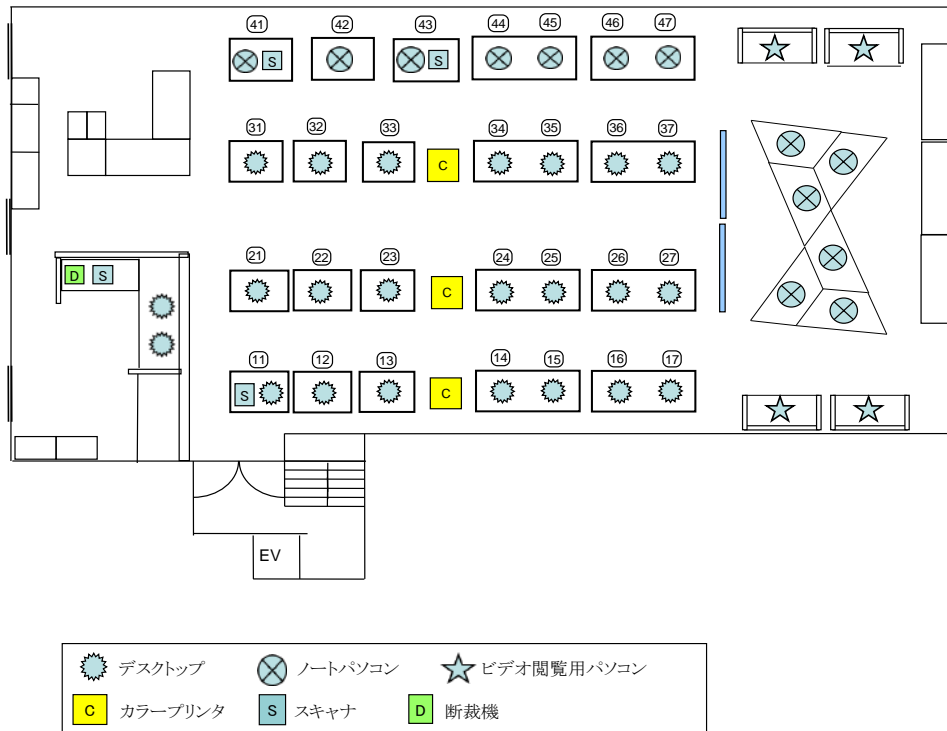 41 42 43 44 45 46 47
S S
31 32 33 34 35 36 37
C
21 22 23 24 25 26 27
D S C
11 12 13 14 15 16 17
S C
EV
デスクトップ ノートパソコン ビデオ閲覧用パソコン
C カラープリンタ S スキャナ D 断裁機